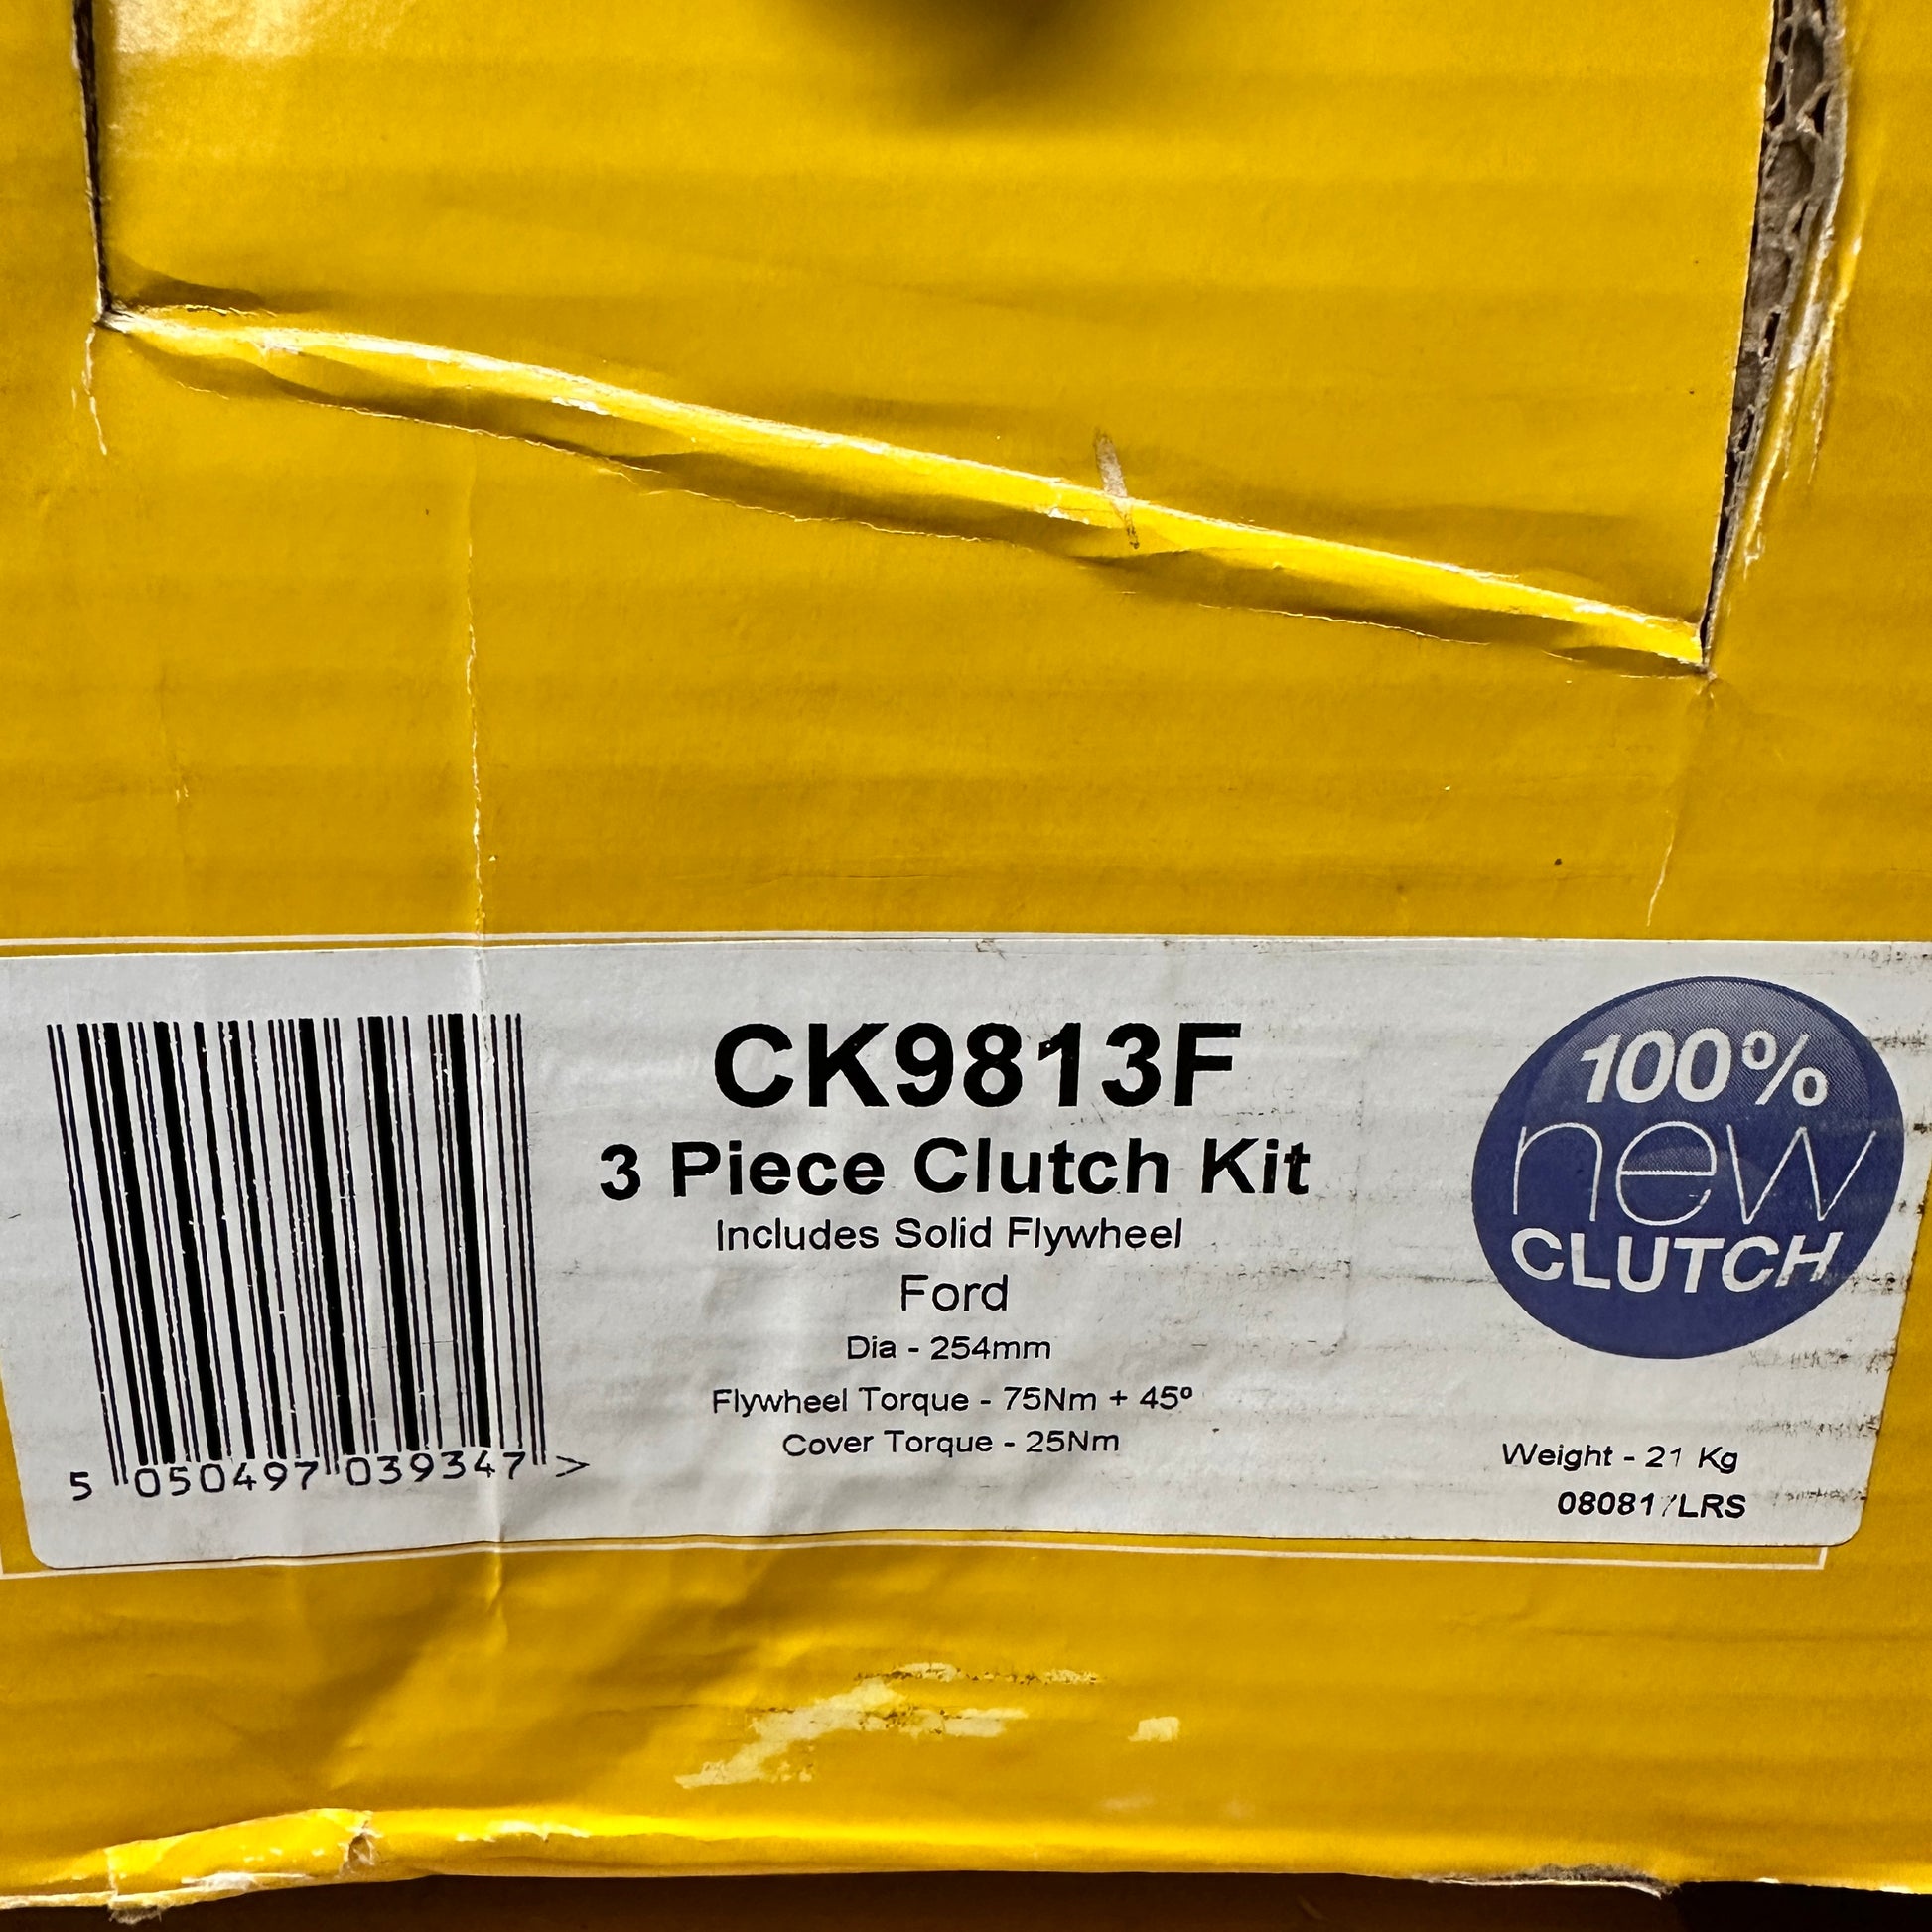 CK9813F
3 Piece Clutch Kit
Includes Solid Flywheel
Ford
Dia - 254mm
Flywheel Torque - 75Nm + 45º
Cover Torque - 25Nm
5 050497 039347 >
100%
new
CLUTCH
Weight - 21 Kg